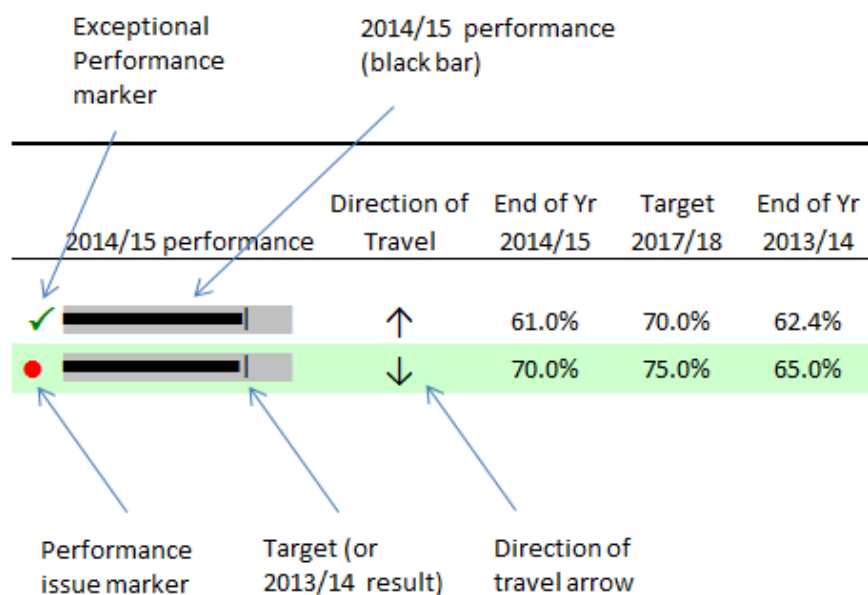 Exceptional
Performance
marker
2014/15 performance
(black bar)
2014/15 performance
Direction of
Travel
End of Yr
2014/15
Target
2017/18
End of Yr
2013/14
↑ 61.0% 70.0% 62.4%
↓ 70.0% 75.0% 65.0%
Performance
issue marker
Target (or
2013/14 result)
Direction of
travel arrow